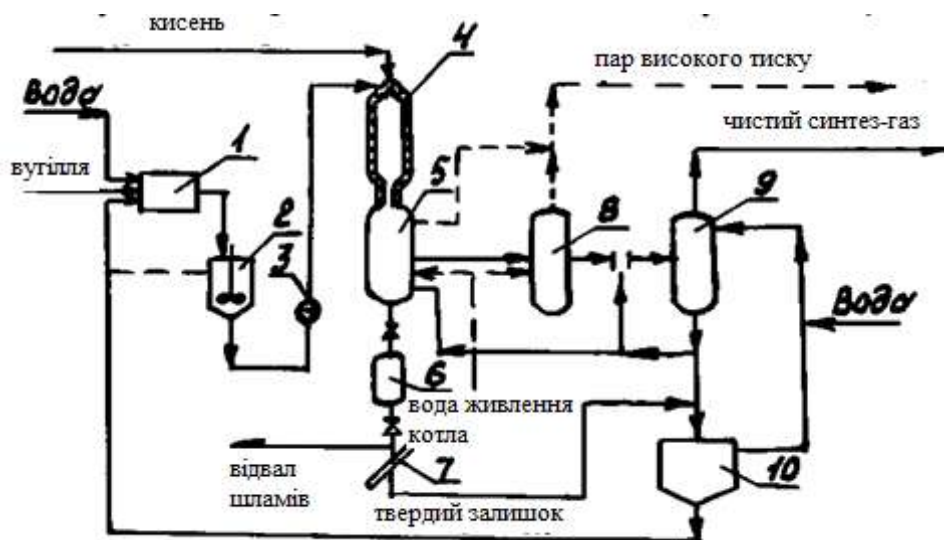 кисень
4
пар високого тиску
вода
чистий синтез-газ
1
вугілля
5
8
9
2
3
вода
6
вода живлення
котла
7
10
відвал
шламів
твердий залишок